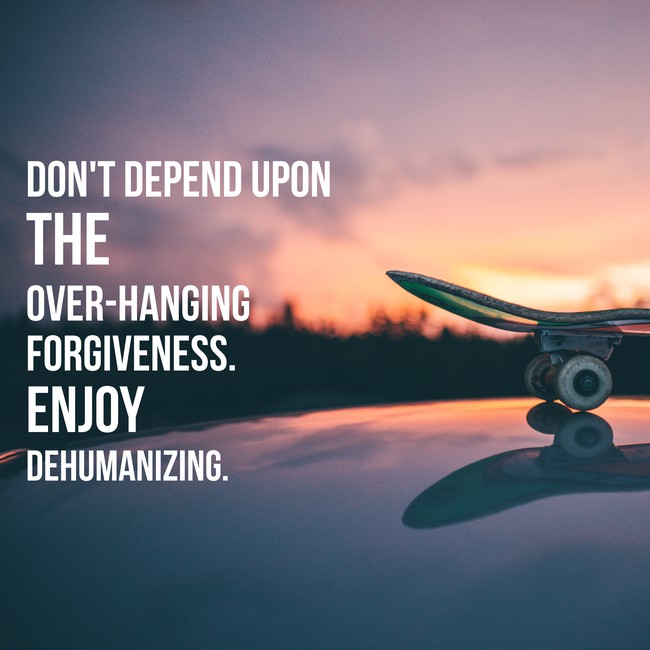 DON'T DEPEND UPON
THE
OVER-HANGING
FORGIVENESS.
ENJOY
DEHUMANIZING.